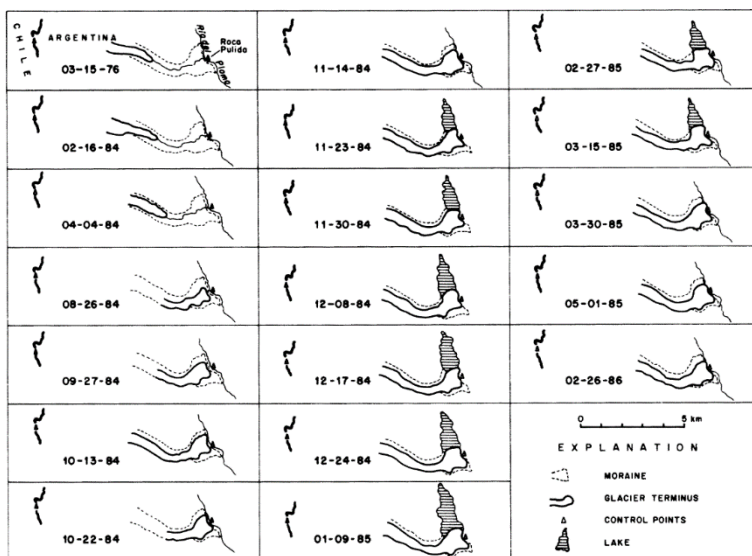 CHILE
ARGENTINA
Rio del Plomo
Roca
Pulida
03-15-76
02-16-84
04-04-84
08-26-84
09-27-84
10-13-84
10-22-84
11-14-84
11-23-84
11-30-84
12-08-84
12-17-84
12-24-84
01-09-85
02-27-85
03-15-85
03-30-85
05-01-85
02-26-86
0 5 km
EXPLANATION
MORAINE
GLACIER TERMINUS
CONTROL POINTS
LAKE